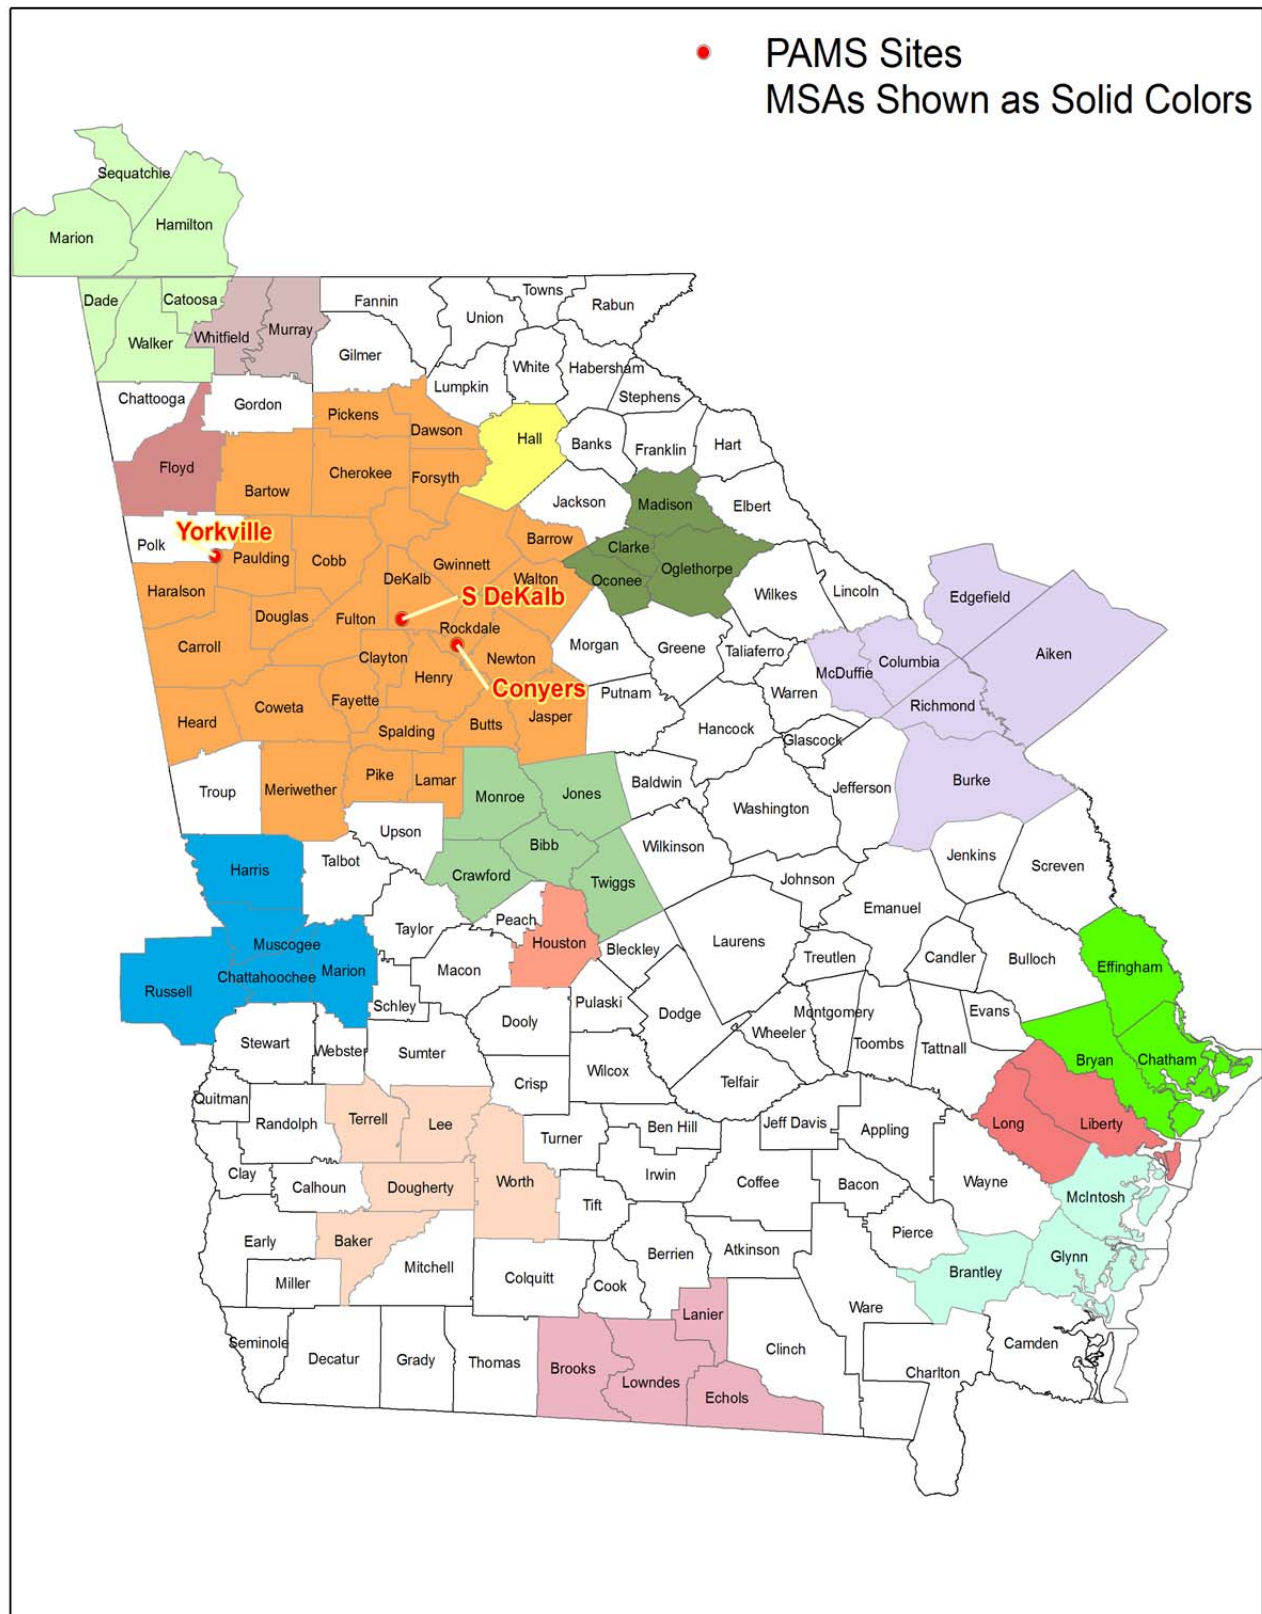 PAMS Sites
MSAs Shown as Solid Colors
Sequatchie
Hamilton
Marion
Dade
Catoosa
Walker
Whitfield
Murray
Fannin
Towns
Union
Rabun
Gilmer
White
Habersham
Lumpkin
Stephens
Chattooga
Gordon
Pickens
Dawson
Hall
Banks
Franklin
Hart
Floyd
Bartow
Cherokee
Forsyth
Jackson
Madison
Elbert
Yorkville
Polk
Paulding
Cobb
Gwinnett
Barrow
Clarke
Oglethorpe
Oconee
DeKalb
Walton
Haralson
Wilkes
Lincoln
Edgefield
S DeKalb
Douglas
Fulton
Rockdale
Carroll
Clayton
Newton
Morgan
Greene
Taliaferro
McDuffie
Columbia
Aiken
Henry
Conyers
Heard
Coweta
Fayette
Spalding
Butts
Jasper
Putnam
Warren
Richmond
Hancock
Glascock
Troup
Meriwether
Pike
Lamar
Monroe
Jones
Baldwin
Washington
Jefferson
Burke
Upson
Bibb
Wilkinson
Harris
Talbot
Crawford
Twiggs
Johnson
Jenkins
Screven
Peach
Emanuel
Taylor
Houston
Bleckley
Laurens
Muscogee
Macon
Treutlen
Candler
Bulloch
Effingham
Russell
Chattahoochee
Marion
Schley
Pulaski
Dooly
Dodge
Wheeler
Montgomery
Toombs
Tattnall
Evans
Bryan
Chatham
Stewart
Webster
Sumter
Crisp
Wilcox
Telfair
Quitman
Randolph
Terrell
Lee
Turner
Ben Hill
Jeff Davis
Appling
Long
Liberty
Clay
Calhoun
Dougherty
Worth
Irwin
Coffee
Bacon
Wayne
McIntosh
Tift
Early
Baker
Mitchell
Berrien
Atkinson
Pierce
Brantley
Glynn
Miller
Colquitt
Cook
Lanier
Ware
Seminole
Decatur
Grady
Thomas
Brooks
Lowndes
Echols
Clinch
Charlton
Camden